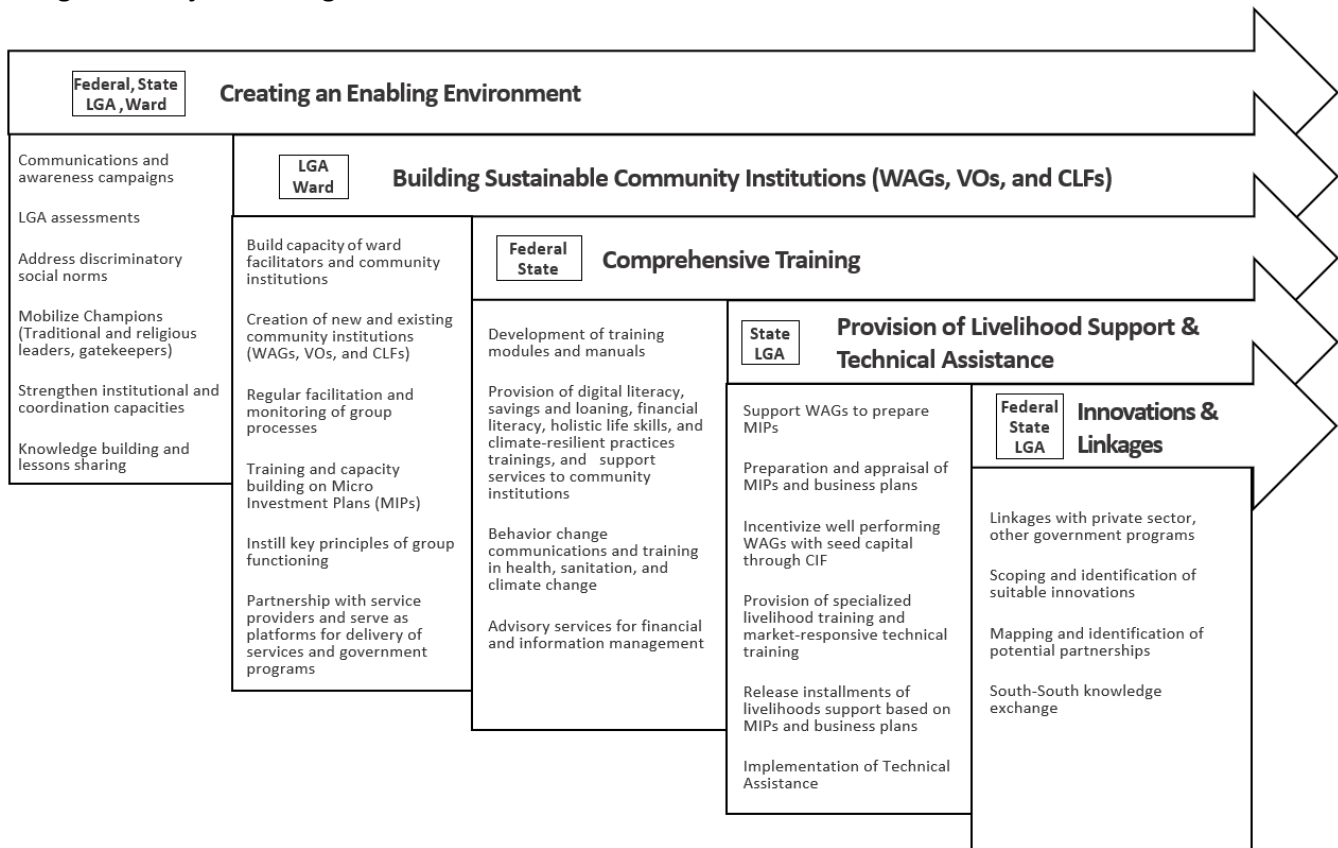 Federal, State
LGA , Ward
Creating an Enabling Environment
Communications and
awareness campaigns
LGA assessments
Address discriminatory
social norms
Mobilize Champions
(Traditional and religious
leaders, gatekeepers)
Strengthen institutional and
coordination capacities
Knowledge building and
lessons sharing
LGA
Ward
Building Sustainable Community Institutions (WAGs, VOs, and CLFs)
Build capacity of ward
facilitators and community
institutions
Creation of new and existing
community institutions
(WAGs, VOs, and CLFs)
Regular facilitation and
monitoring of group
processes
Training and capacity
building on Micro
Investment Plans (MIPs)
Instill key principles of group
functioning
Partnership with service
providers and serve as
platforms for delivery of
services and government
programs
Federal
State
Comprehensive Training
Development of training
modules and manuals
Provision of digital literacy,
savings and loaning, financial
literacy, holistic life skills, and
climate-resilient practices
trainings, and support
services to community
institutions
Behavior change
communications and training
in health, sanitation, and
climate change
Advisory services for financial
and information management
State
LGA
Provision of Livelihood Support &
Technical Assistance
Support WAGs to prepare
MIPs
Preparation and appraisal of
MIPs and business plans
Incentivize well performing
WAGs with seed capital
through CIF
Provision of specialized
livelihood training and
market-responsive technical
training
Release installments of
livelihoods support based on
MIPs and business plans
Implementation of Technical
Assistance
Federal
State
LGA
Innovations &
Linkages
Linkages with private sector,
other government programs
Scoping and identification of
suitable innovations
Mapping and identification of
potential partnerships
South-South knowledge
exchange